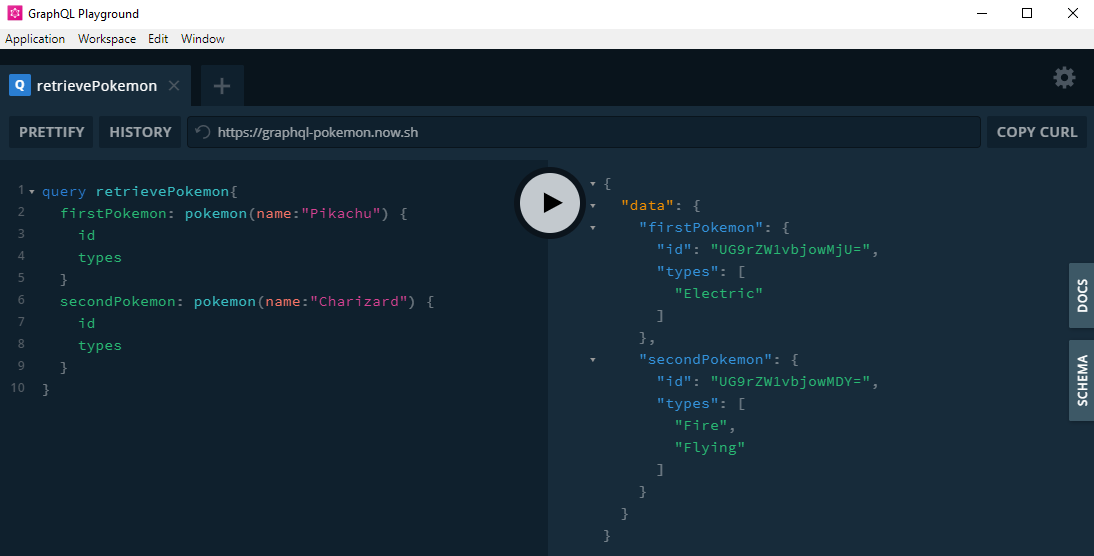 GraphQL Playground
Application Workspace Edit Window
Q retrievePokemon
PRETTIFY HISTORY https://graphql-pokemon.now.sh COPY CURL
1 query retrievePokemon{
2 firstPokemon: pokemon(name:"Pikachu") {
3 id
4 types
5 }
6 secondPokemon: pokemon(name:"Charizard") {
7 id
8 types
9 }
10 }
{
"data": {
"firstPokemon": {
"id": "UG9rZW1vbjowMjU=",
"types": [
"Electric"
]
},
"secondPokemon": {
"id": "UG9rZW1vbjowMDY=",
"types": [
"Fire",
"Flying"
]
}
}
}
DOCS
SCHEMA